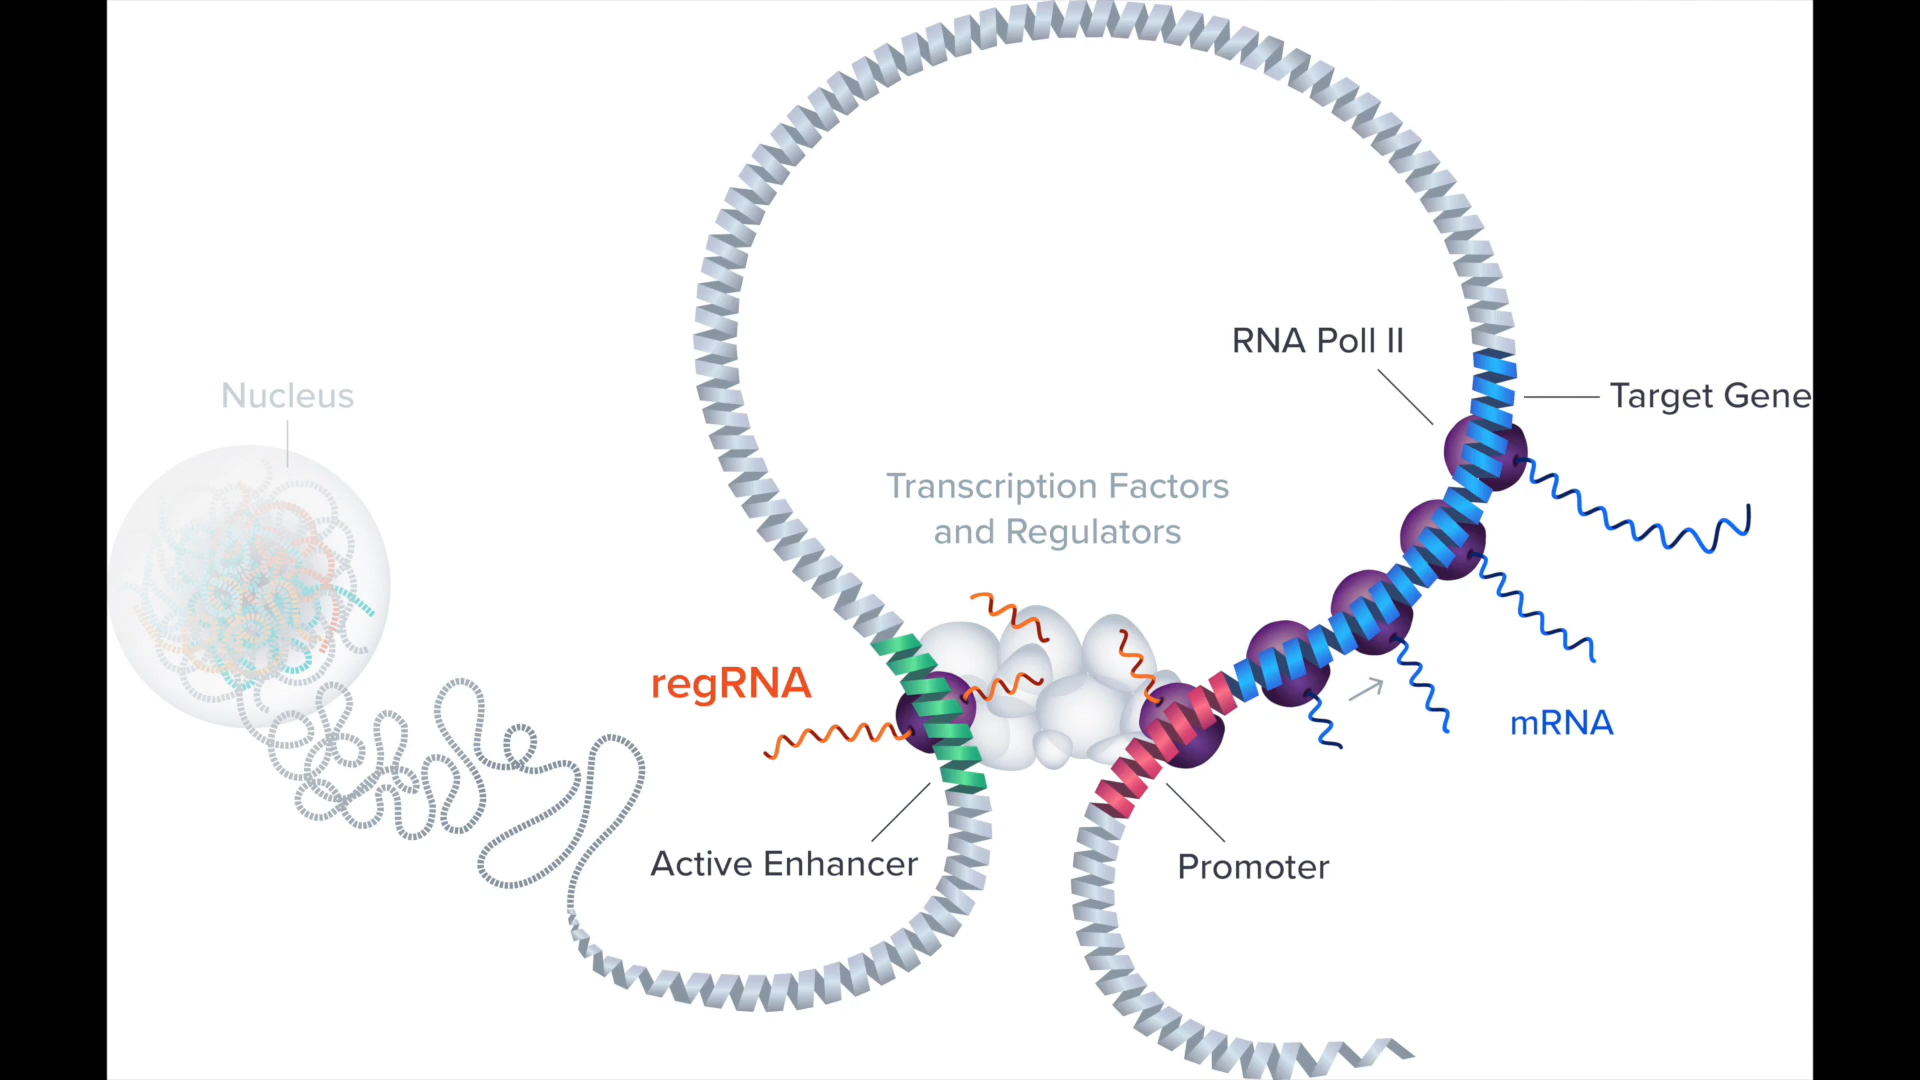 Nucleus
RNA Poll II
Target Gene
Transcription Factors
and Regulators
regRNA
mRNA
Active Enhancer
Promoter